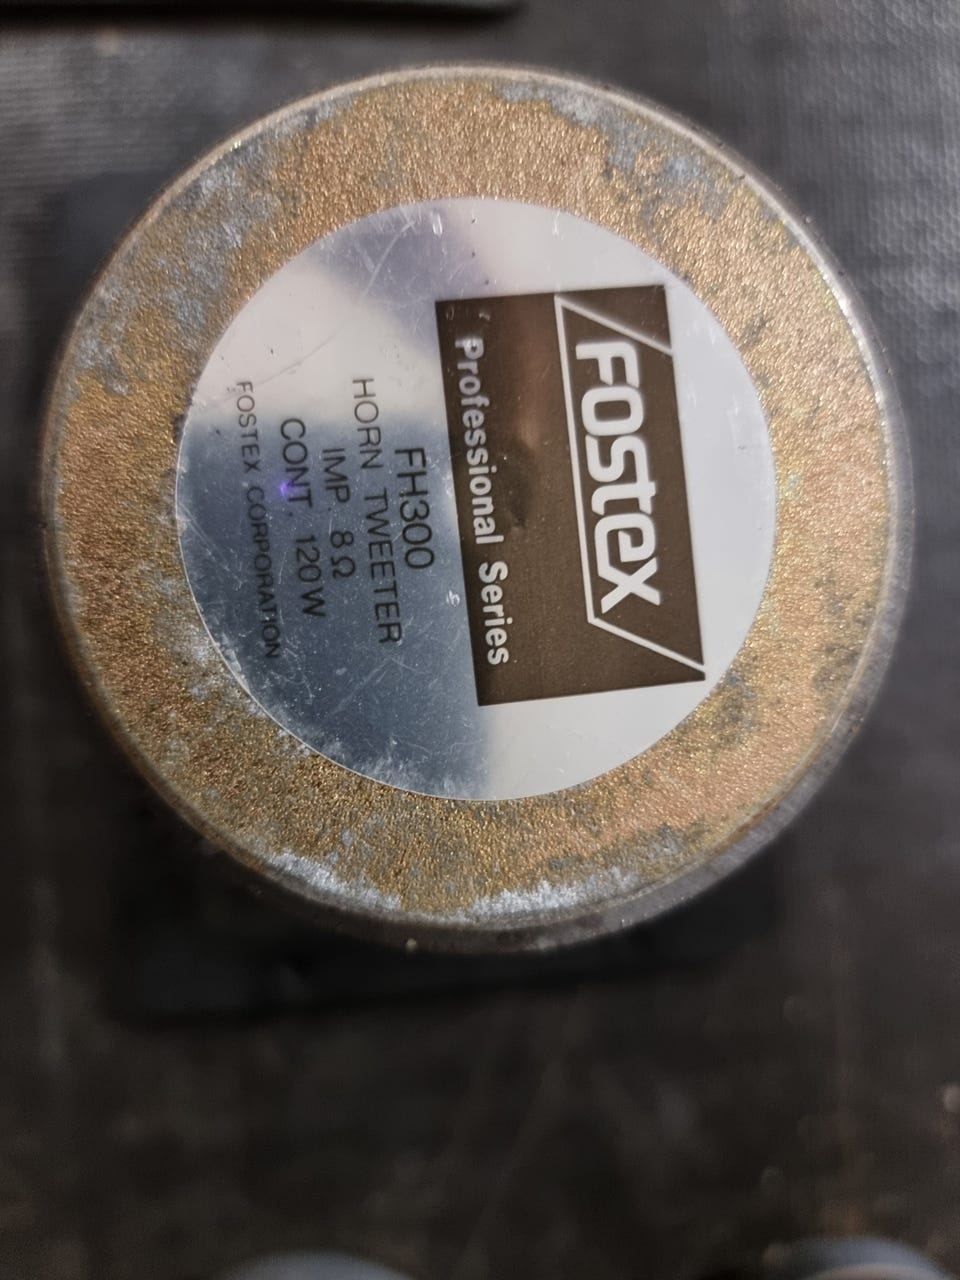 FOSTEX
Professional Series
FH300
HORN TWEETER
IMP. 8Ω
CONT. 120W
FOSTEX CORPORATION